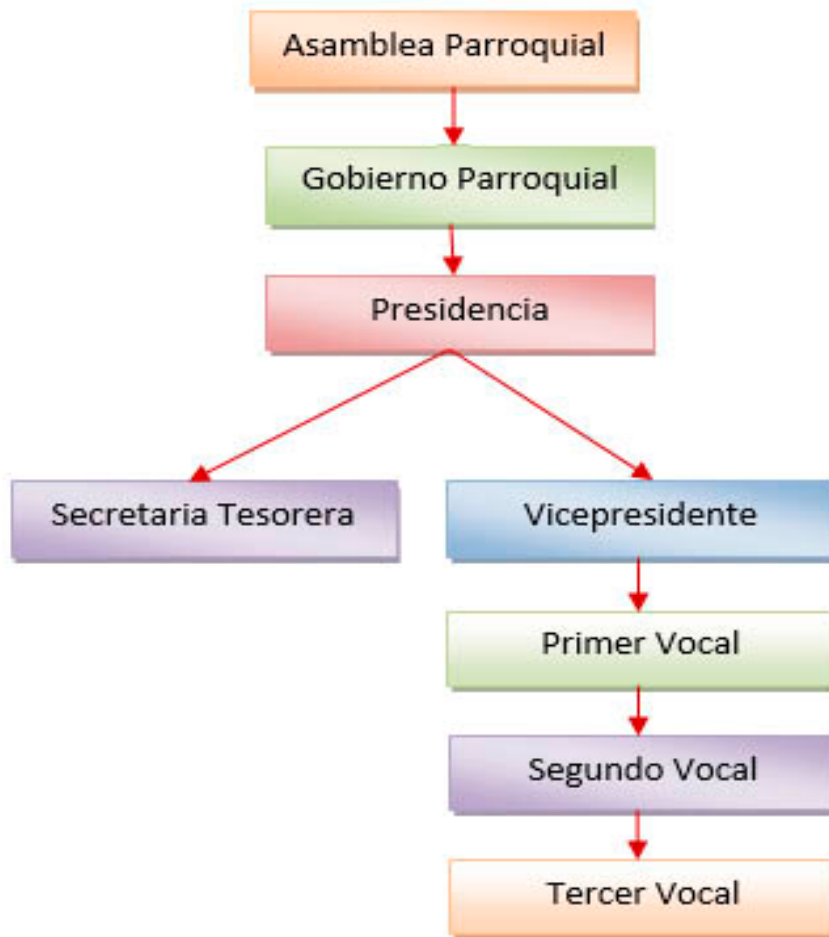 Asamblea Parroquial
Gobierno Parroquial
Presidencia
Secretaria Tesorera
Vicepresidente
Primer Vocal
Segundo Vocal
Tercer Vocal